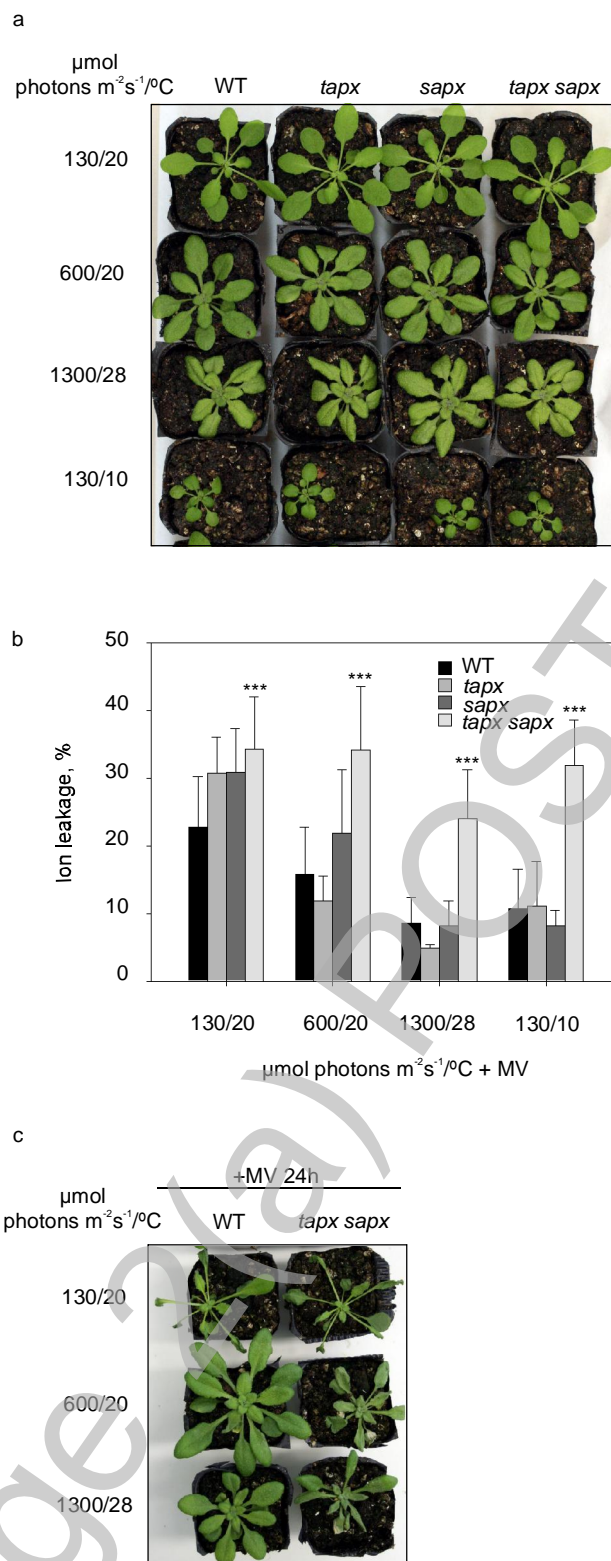 a
µmol
photons m⁻²s⁻¹/ºC WT tapx sapx tapx sapx
130/20
600/20
1300/28
130/10
b
50
40
30
20
10
0
Ion leakage, %
WT
tapx
sapx
tapx sapx
*** *** *** ***
130/20 600/20 1300/28 130/10
µmol photons m⁻²s⁻¹/ºC + MV
c
+MV 24h
µmol
photons m⁻²s⁻¹/ºC WT tapx sapx
130/20
600/20
1300/28
age 2(a) POST